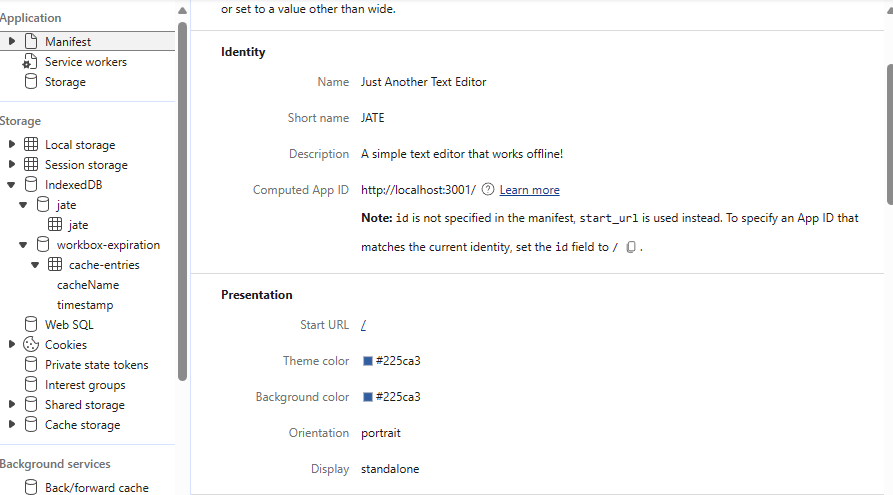 Application
Manifest
Service workers
Storage
Storage
Local storage
Session storage
IndexedDB
jate
jate
workbox-expiration
cache-entries
cacheName
timestamp
Web SQL
Cookies
Private state tokens
Interest groups
Shared storage
Cache storage
Background services
Back/forward cache
or set to a value other than wide.
Identity
Name Just Another Text Editor
Short name JATE
Description A simple text editor that works offline!
Computed App ID http://localhost:3001/ ? Learn more
Note: id is not specified in the manifest, start_url is used instead. To specify an App ID that
matches the current identity, set the id field to / .
Presentation
Start URL /
Theme color #225ca3
Background color #225ca3
Orientation portrait
Display standalone